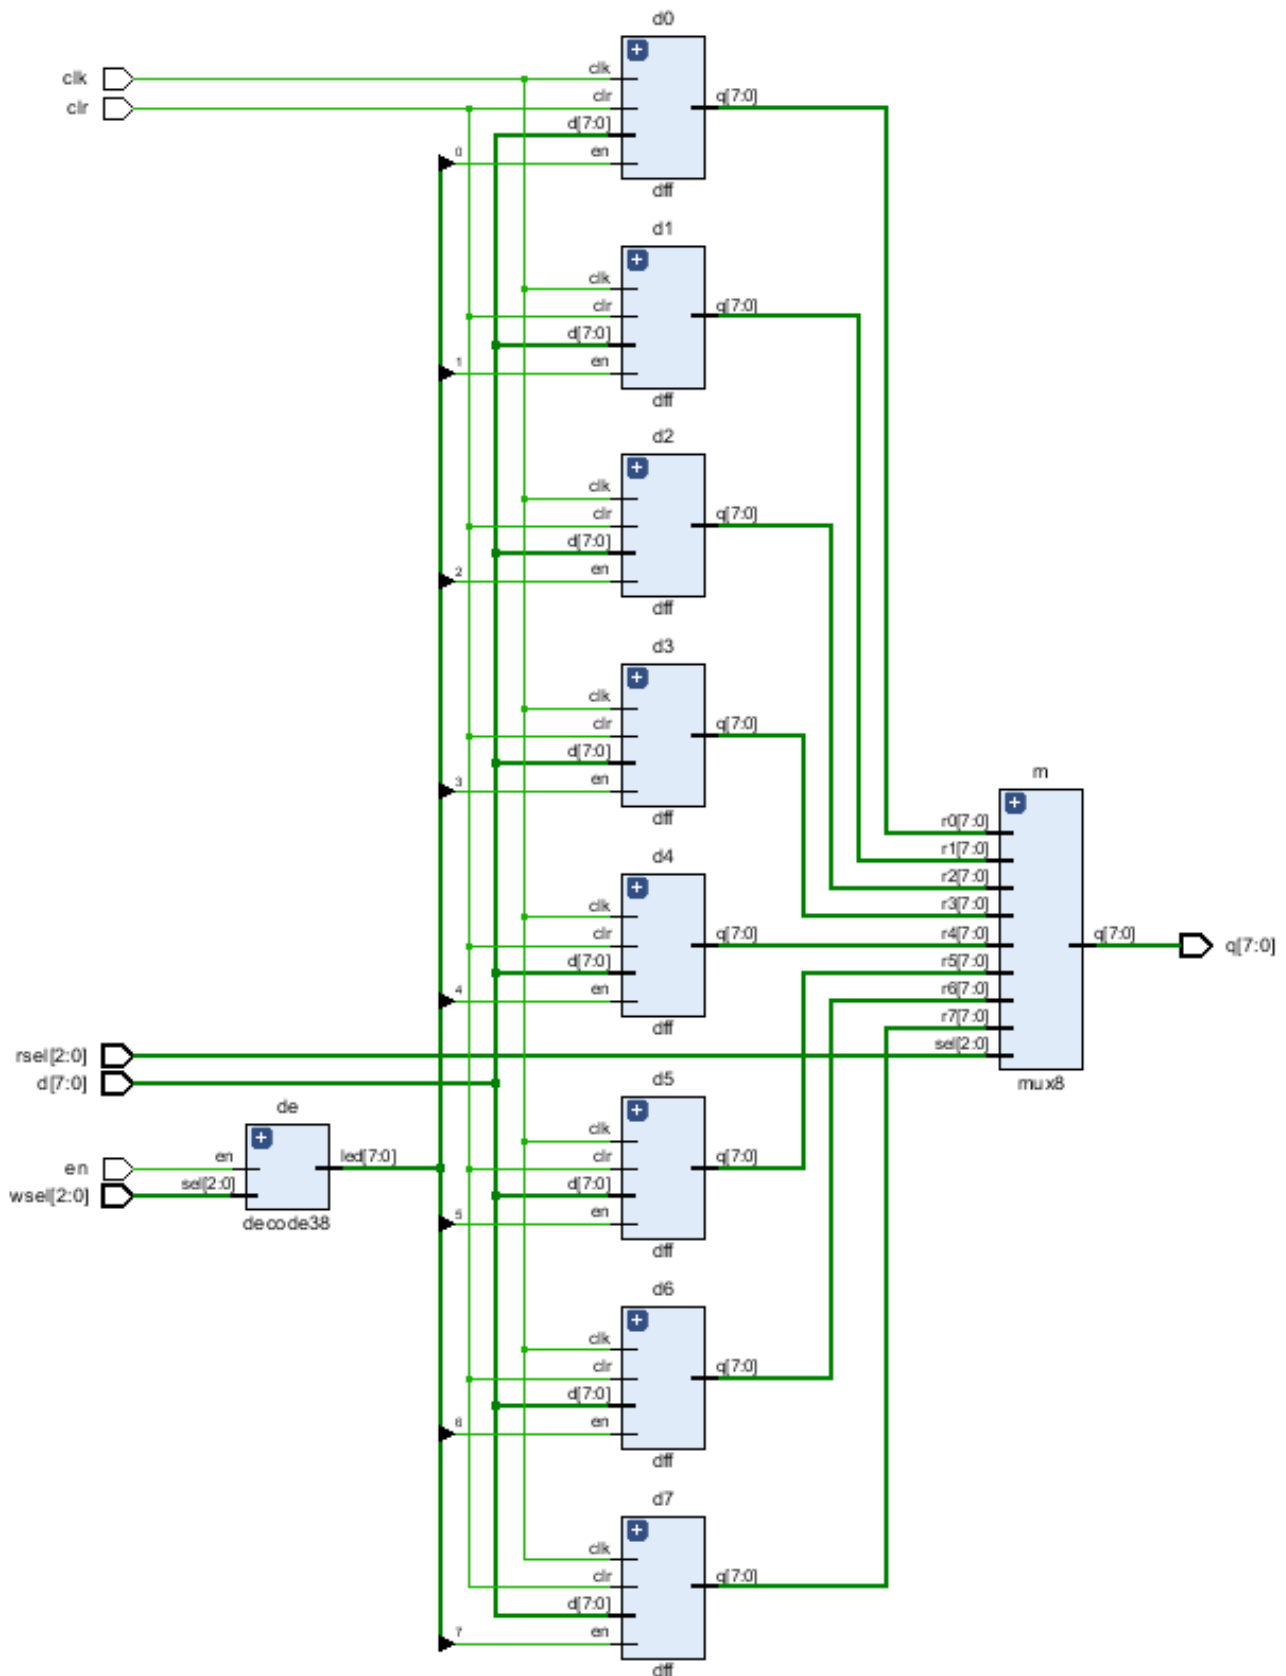 d0
clk
clk
clr
clr
q[7:0]
d[7:0]
0
en
dff
d1
clk
clr
q[7:0]
d[7:0]
1
en
dff
d2
clk
clr
q[7:0]
d[7:0]
2
en
dff
d3
clk
clr
q[7:0]
d[7:0]
3
en
dff
m
r0[7:0]
r1[7:0]
r2[7:0]
r3[7:0]
r4[7:0]
r5[7:0]
r6[7:0]
r7[7:0]
sel[2:0]
q[7:0]
q[7:0]
mux8
d4
clk
clr
q[7:0]
d[7:0]
4
en
dff
rsel[2:0]
d[7:0]
de
en
en
led[7:0]
wsel[2:0]
sel[2:0]
decode38
d5
clk
clr
q[7:0]
d[7:0]
5
en
dff
d6
clk
clr
q[7:0]
d[7:0]
6
en
dff
d7
clk
clr
q[7:0]
d[7:0]
7
en
dff